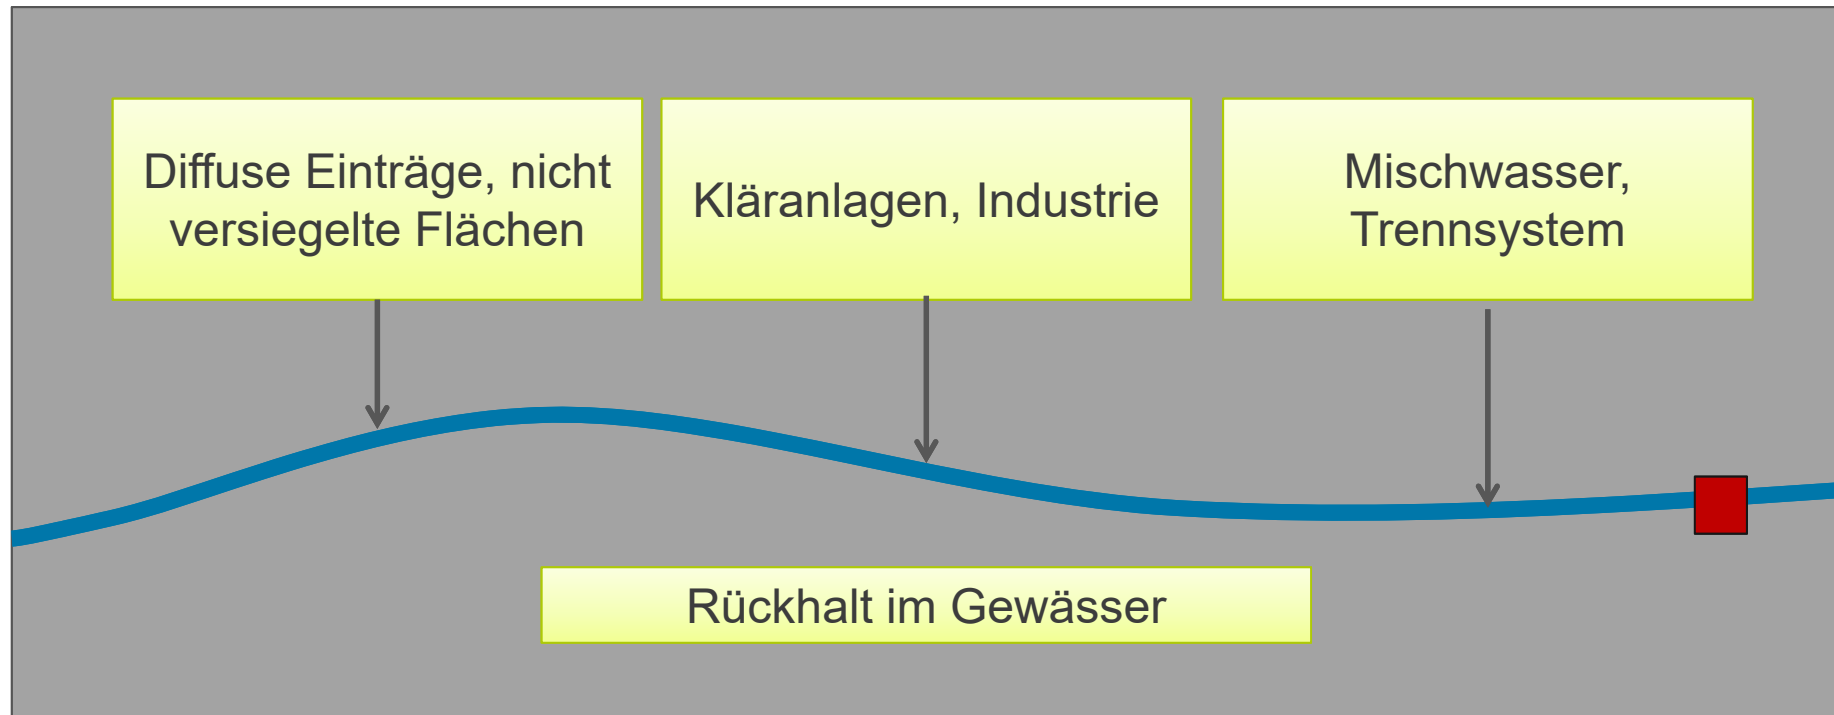 Diffuse Einträge, nicht
versiegelte Flächen
Kläranlagen, Industrie
Mischwasser,
Trennsystem
Rückhalt im Gewässer